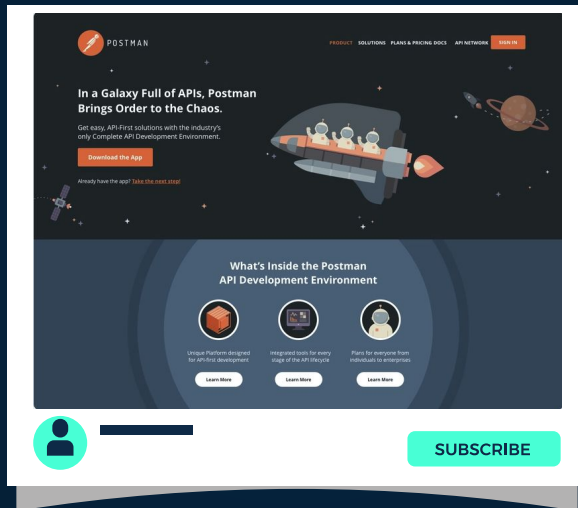 POSTMAN
PRODUCT SOLUTIONS PLANS & PRICING DOCS API NETWORK SIGN IN
In a Galaxy Full of APIs, Postman
Brings Order to the Chaos.
Get easy, API-First solutions with the industry's
only Complete API Development Environment.
Download the App
Already have the app? Take the next step!
What's Inside the Postman
API Development Environment
Unique Platform designed
for API-first development
Integrated tools for every
stage of the API lifecycle
Plans for everyone from
individuals to enterprises
Learn More
Learn More
Learn More
SUBSCRIBE